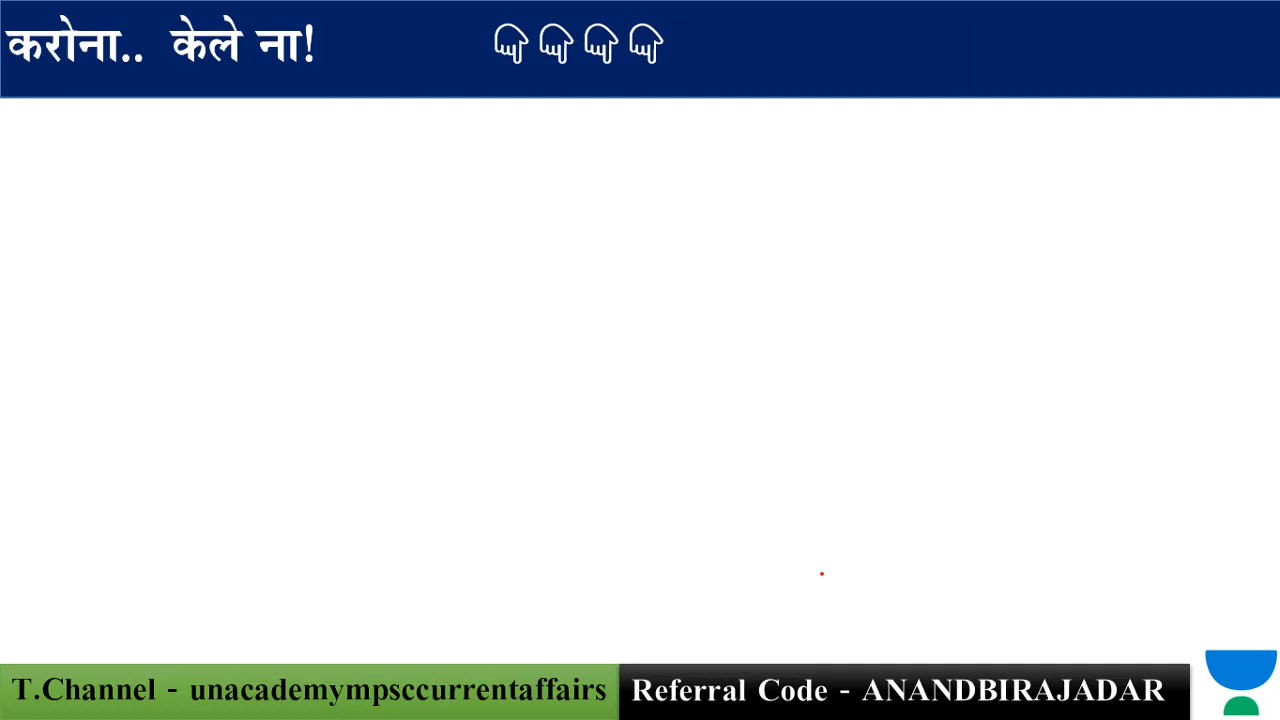 करोना.. केले ना!
T.Channel - unacademympsccurrentaffairs
Referral Code - ANANDBIRAJADAR